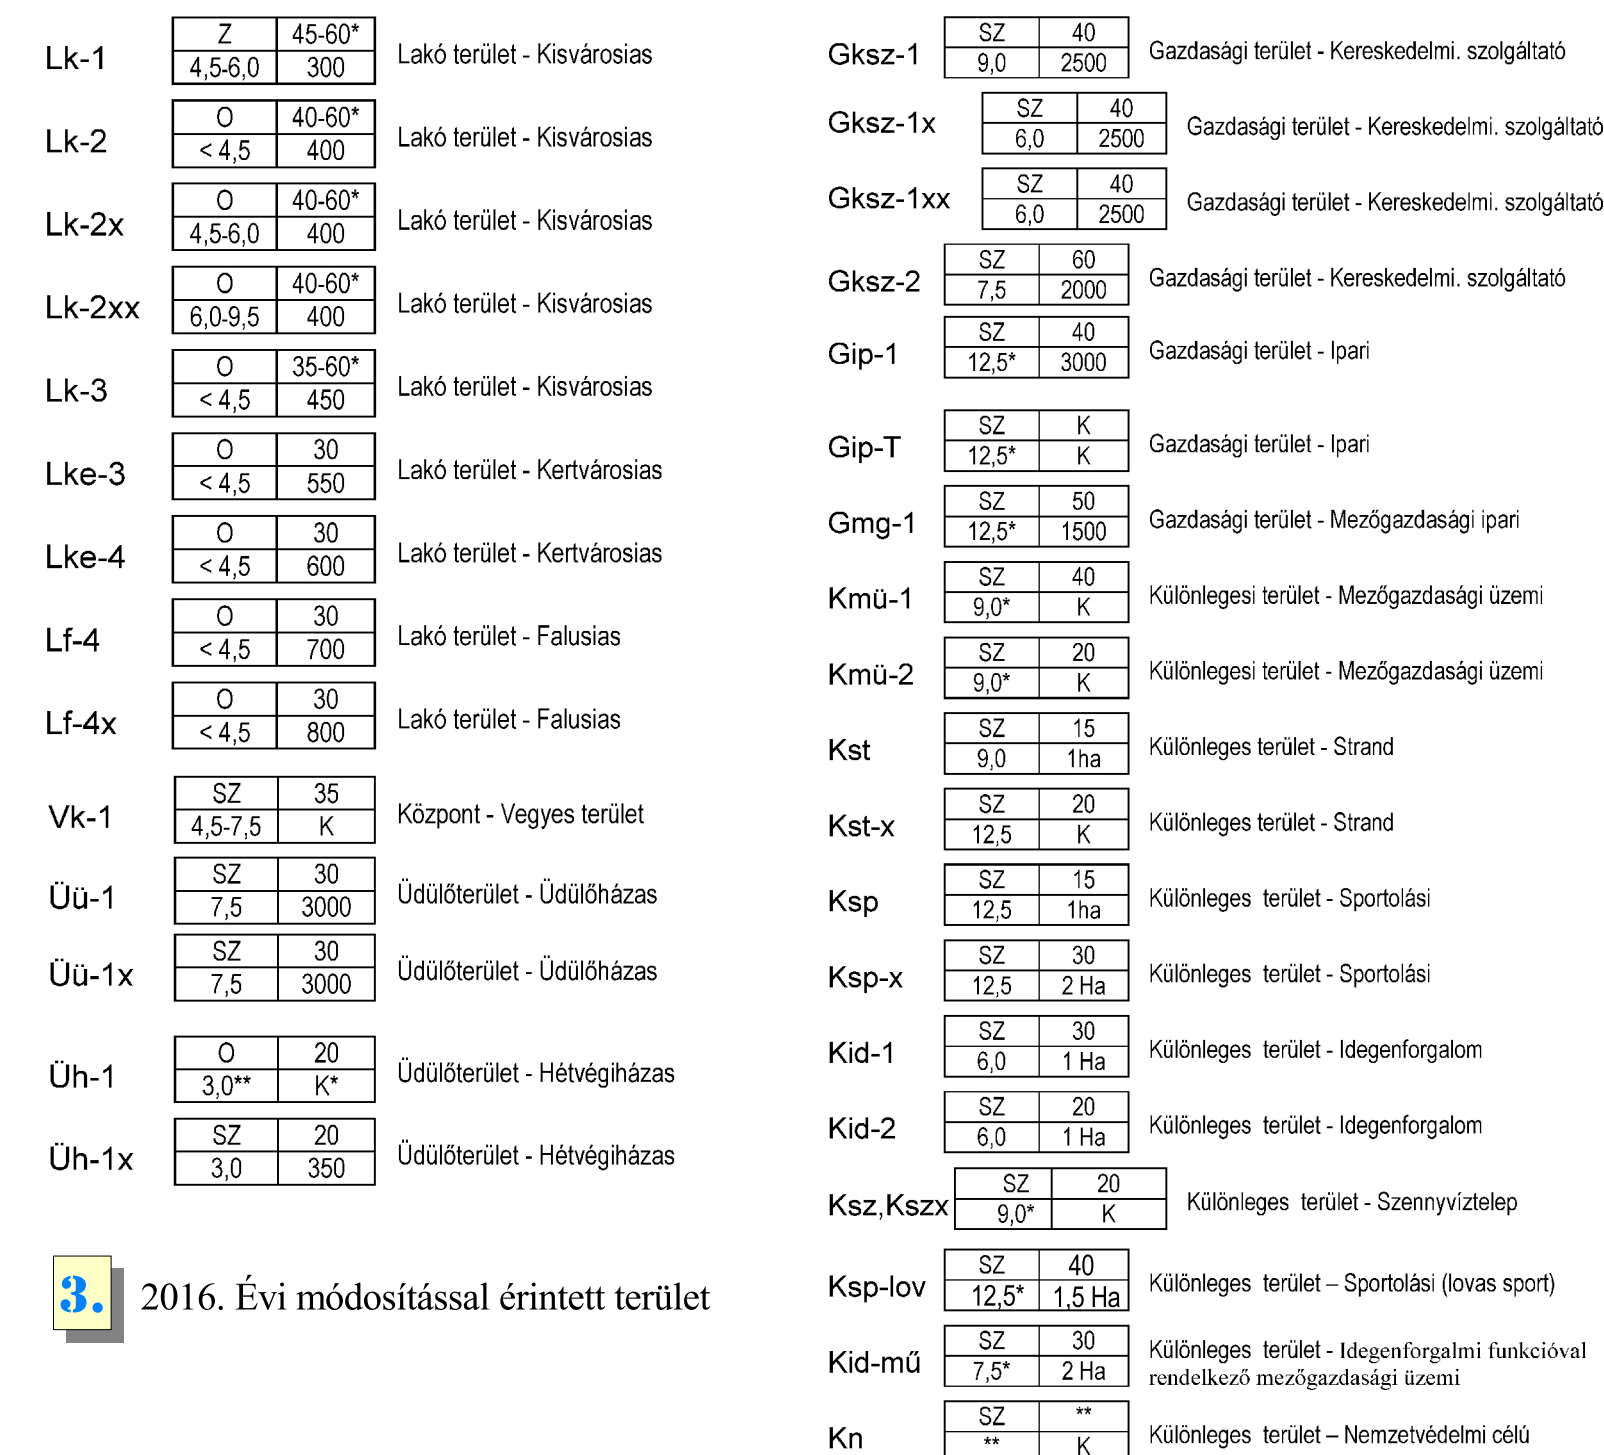 Lk-1
Z 45-60*
4,5-6,0 300
Lakó terület - Kisvárosias
Lk-2
O 40-60*
< 4,5 400
Lakó terület - Kisvárosias
Lk-2x
O 40-60*
4,5-6,0 400
Lakó terület - Kisvárosias
Lk-2xx
O 40-60*
6,0-9,5 400
Lakó terület - Kisvárosias
Lk-3
O 35-60*
< 4,5 450
Lakó terület - Kisvárosias
Lke-3
O 30
< 4,5 550
Lakó terület - Kertvárosias
Lke-4
O 30
< 4,5 600
Lakó terület - Kertvárosias
Lf-4
O 30
< 4,5 700
Lakó terület - Falusias
Lf-4x
O 30
< 4,5 800
Lakó terület - Falusias
Vk-1
SZ 35
4,5-7,5 K
Központ - Vegyes terület
Üü-1
SZ 30
7,5 3000
Üdülőterület - Üdülőházas
Üü-1x
SZ 30
7,5 3000
Üdülőterület - Üdülőházas
Üh-1
O 20
3,0** K*
Üdülőterület - Hétvégiházas
Üh-1x
SZ 20
3,0 350
Üdülőterület - Hétvégiházas
3. 2016. Évi módosítással érintett terület
Gksz-1
SZ 40
9,0 2500
Gazdasági terület - Kereskedelmi. szolgáltató
Gksz-1x
SZ 40
6,0 2500
Gazdasági terület - Kereskedelmi. szolgáltató
Gksz-1xx
SZ 40
6,0 2500
Gazdasági terület - Kereskedelmi. szolgáltató
Gksz-2
SZ 60
7,5 2000
Gazdasági terület - Kereskedelmi. szolgáltató
Gip-1
SZ 40
12,5* 3000
Gazdasági terület - Ipari
Gip-T
SZ K
12,5* K
Gazdasági terület - Ipari
Gmg-1
SZ 50
12,5* 1500
Gazdasági terület - Mezőgazdasági ipari
Kmü-1
SZ 40
9,0* K
Különlegesi terület - Mezőgazdasági üzemi
Kmü-2
SZ 20
9,0* K
Különlegesi terület - Mezőgazdasági üzemi
Kst
SZ 15
9,0 1ha
Különleges terület - Strand
Kst-x
SZ 20
12,5 K
Különleges terület - Strand
Ksp
SZ 15
12,5 1ha
Különleges terület - Sportolási
Ksp-x
SZ 30
12,5 2 Ha
Különleges terület - Sportolási
Kid-1
SZ 30
6,0 1 Ha
Különleges terület - Idegenforgalom
Kid-2
SZ 20
6,0 1 Ha
Különleges terület - Idegenforgalom
Ksz,Kszx
SZ 20
9,0* K
Különleges terület - Szennyvíztelep
Ksp-lov
SZ 40
12,5* 1,5 Ha
Különleges terület – Sportolási (lovas sport)
Kid-mű
SZ 30
7,5* 2 Ha
Különleges terület - Idegenforgalmi funkcióval
rendelkező mezőgazdasági üzemi
Kn
SZ **
** K
Különleges terület – Nemzetvédelmi célú